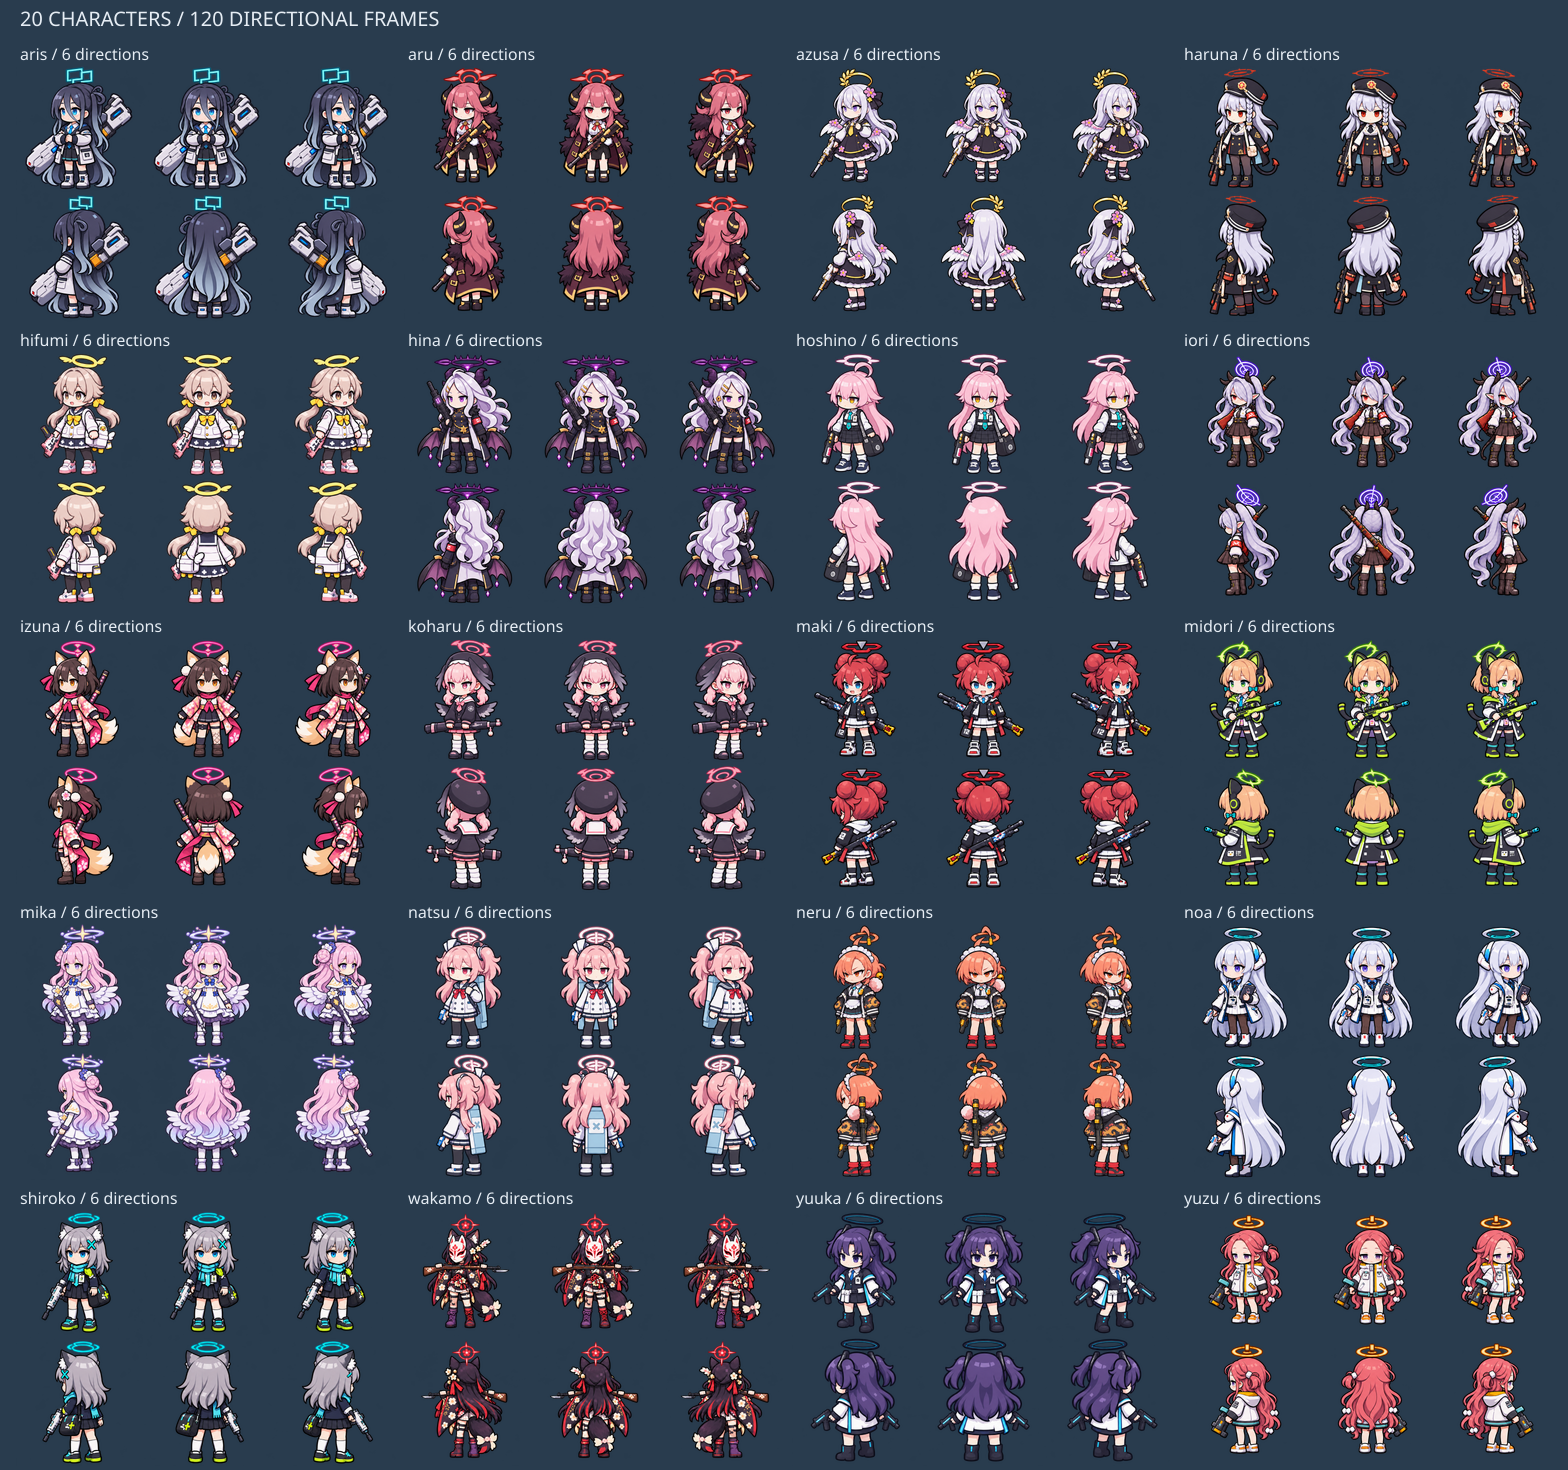 20 CHARACTERS / 120 DIRECTIONAL FRAMES
aris / 6 directions
aru / 6 directions
azusa / 6 directions
haruna / 6 directions
hifumi / 6 directions
hina / 6 directions
hoshino / 6 directions
iori / 6 directions
izuna / 6 directions
koharu / 6 directions
maki / 6 directions
midori / 6 directions
mika / 6 directions
natsu / 6 directions
neru / 6 directions
noa / 6 directions
shiroko / 6 directions
wakamo / 6 directions
yuuka / 6 directions
yuzu / 6 directions